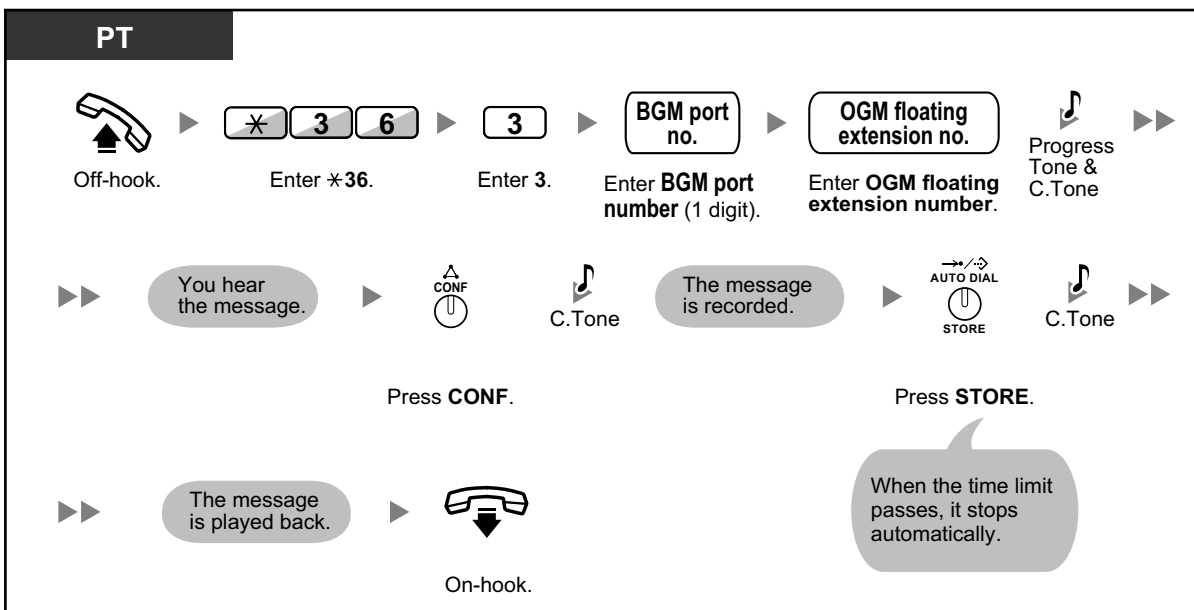 PT
✳ 3 6
3
BGM port
no.
OGM floating
extension no.
Off-hook.
Enter ✳36.
Enter 3.
Enter BGM port
number (1 digit).
Enter OGM floating
extension number.
Progress
Tone &
C.Tone
You hear
the message.
CONF
C.Tone
The message
is recorded.
AUTO DIAL
STORE
C.Tone
Press CONF.
Press STORE.
When the time limit
passes, it stops
automatically.
The message
is played back.
On-hook.